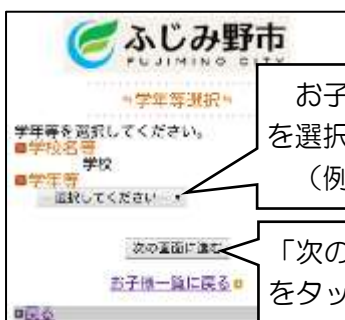 ふじみ野市
FUJIMINO CITY
学年等選択
学年等を選択してください。
■学校名等
学校
■学年等
選択してください
次の画面に進む
お子様一覧に戻る
■戻る
お子
を選択
（例
「次の
をタッ